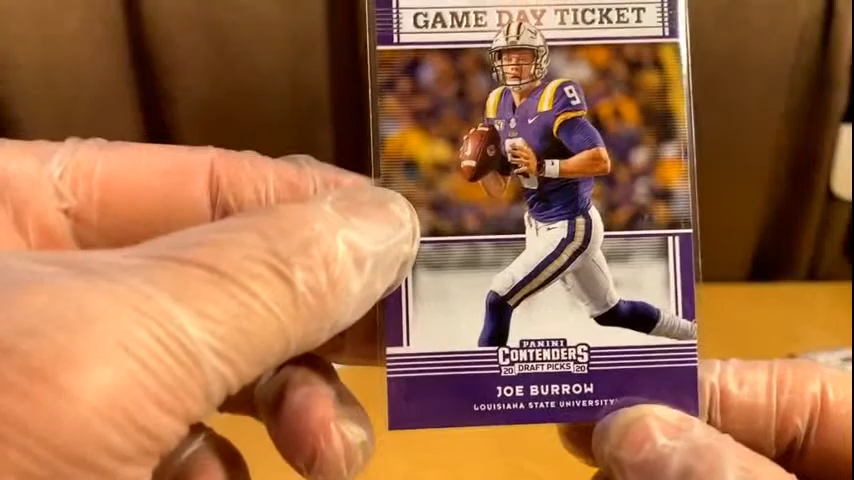 GAME DAY TICKET
9
PANINI
CONTENDERS
20 DRAFT PICKS 20
JOE BURROW
LOUISIANA STATE UNIVERSITY